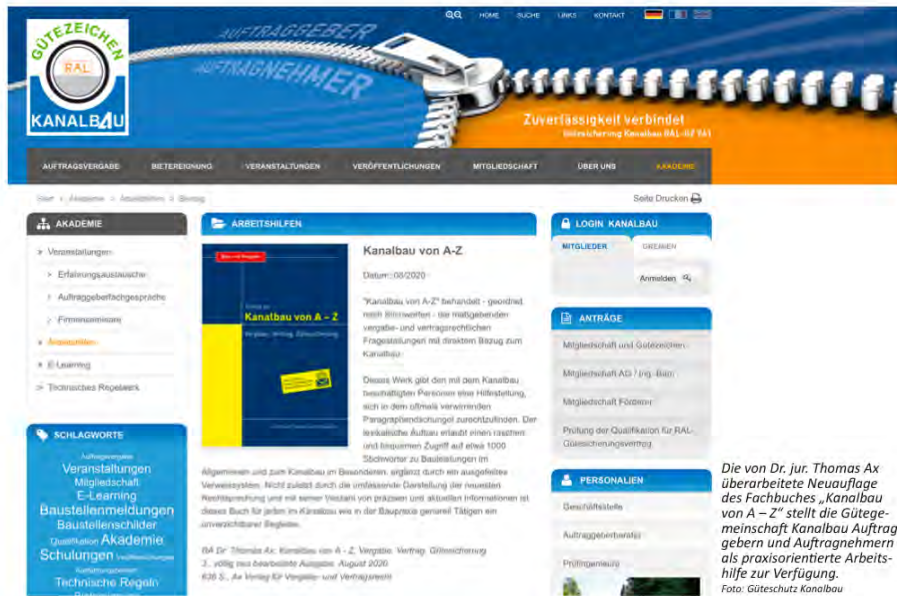 HOME SUCHE LINKS KONTAKT
GÜTEZEICHEN
RAL
KANALBAU
AUFTRAGGEBER
AUFTRAGNEHMER
Zuverlässigkeit verbindet
Gütesicherung Kanalbau RAL-GZ 961
AUFTRAGSVERGABE BIETEREIGNUNG VERANSTALTUNGEN VERÖFFENTLICHUNGEN MITGLIEDSCHAFT ÜBER UNS AKADEMIE
Start > Akademie > Arbeitshilfen > Beitrag
Seite Drucken
AKADEMIE
» Veranstaltungen
› Erfahrungsaustausche
› Auftraggeberfachgespräche
› Firmenseminare
» Arbeitshilfen
» E-Learning
» Technisches Regelwerk
SCHLAGWORTE
Auftragsvergabe
Veranstaltungen
Mitgliedschaft
E-Learning
Baustellenmeldungen
Baustellenschilder
Qualifikation Akademie
Schulungen
Technische Regeln
ARBEITSHILFEN
Kanalbau von A – Z
Kanalbau von A-Z
Datum: 08/2020
"Kanalbau von A-Z" behandelt - geordnet
nach Stichworten - die maßgebenden
vergabe- und vertragsrechtlichen
Fragestellungen mit direktem Bezug zum
Kanalbau.
Dieses Werk gibt den mit dem Kanalbau
beschäftigten Personen eine Hilfestellung,
sich in dem oftmals verwirrenden
Paragraphendschungel zurechtzufinden. Der
lexikalische Aufbau erlaubt einen raschen
und bequemen Zugriff auf etwa 1000
Stichwörter zu Bauleistungen im
Allgemeinen und zum Kanalbau im Besonderen, ergänzt durch ein ausgefeiltes
Verweissystem. Nicht zuletzt durch die umfassende Darstellung der neuesten
Rechtsprechung und mit seiner Vielzahl von präzisen und aktuellen Informationen ist
dieses Buch für jeden im Kanalbau wie in der Baupraxis generell Tätigen ein
unverzichtbarer Begleiter.
RA Dr. Thomas Ax: Kanalbau von A - Z, Vergabe, Vertrag, Gütesicherung
3., völlig neu bearbeitete Ausgabe, August 2020
636 S., Ax Verlag für Vergabe- und Vertragsrecht
LOGIN KANALBAU
MITGLIEDER GREMIEN
Anmelden
ANTRÄGE
Mitgliedschaft und Gütezeichen
Mitgliedschaft AG / Ing.-Büro
Mitgliedschaft Förderer
Prüfung der Qualifikation für RAL-
Gütesicherungsvertrag
PERSONALIEN
Geschäftsstelle
Auftraggeberberater
Prüfingenieure
Die von Dr. jur. Thomas Ax
überarbeitete Neuauflage
des Fachbuches „Kanalbau
von A – Z“ stellt die Gütege-
meinschaft Kanalbau Auftrag
gebern und Auftragnehmern
als praxisorientierte Arbeits-
hilfe zur Verfügung.
Foto: Güteschutz Kanalbau